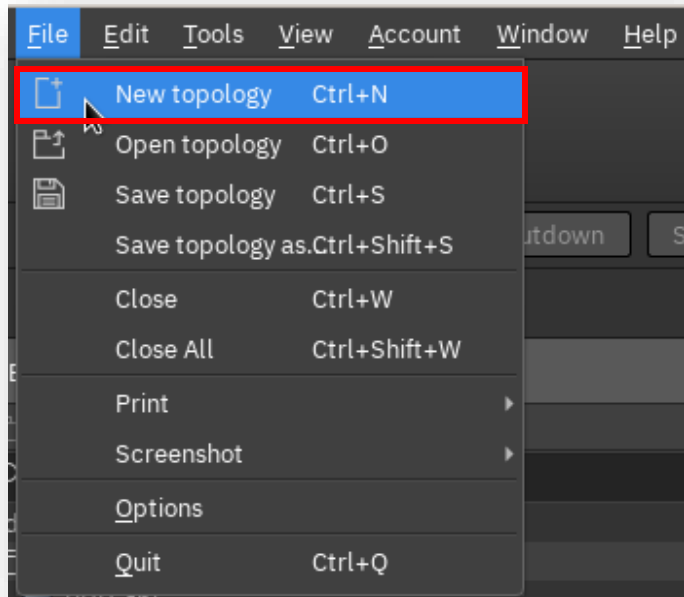 File Edit Tools View Account Window Help
New topology Ctrl+N
Open topology Ctrl+O
Save topology Ctrl+S
Save topology as.. Ctrl+Shift+S
utdown S
Close Ctrl+W
Close All Ctrl+Shift+W
Print
Screenshot
Options
Quit Ctrl+Q